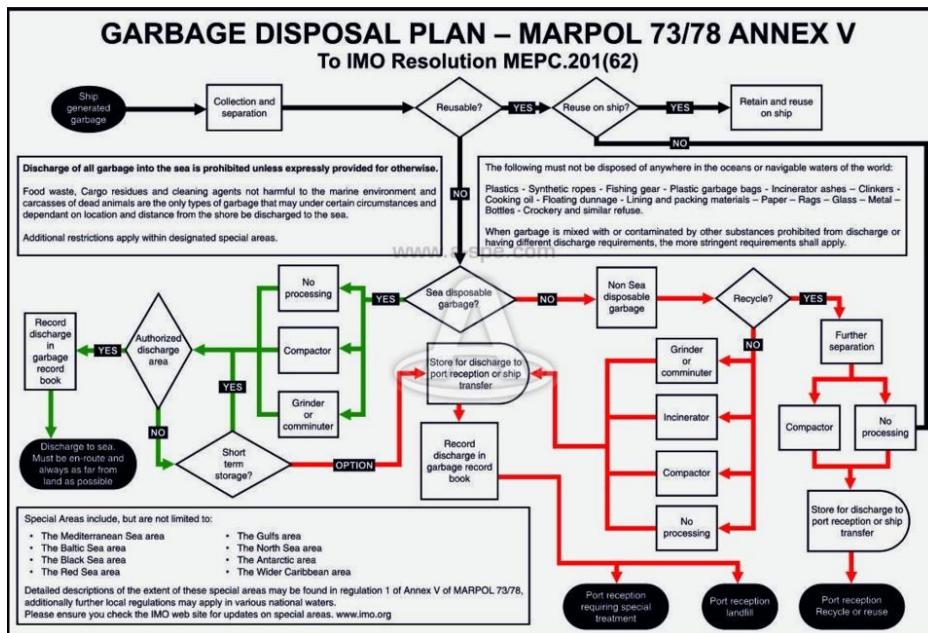 GARBAGE DISPOSAL PLAN – MARPOL 73/78 ANNEX V
To IMO Resolution MEPC.201(62)
Ship
generated
garbage
Collection and
separation
Reusable?
YES
Reuse on ship?
YES
Retain and reuse
on ship
NO
NO
Discharge of all garbage into the sea is prohibited unless expressly provided for otherwise.
Food waste, Cargo residues and cleaning agents not harmful to the marine environment and
carcasses of dead animals are the only types of garbage that may under certain circumstances and
dependant on location and distance from the shore be discharged to the sea.
Additional restrictions apply within designated special areas.
The following must not be disposed of anywhere in the oceans or navigable waters of the world:
Plastics - Synthetic ropes - Fishing gear - Plastic garbage bags - Incinerator ashes – Clinkers -
Cooking oil - Floating dunnage - Lining and packing materials – Paper – Rags – Glass – Metal –
Bottles - Crockery and similar refuse.
When garbage is mixed with or contaminated by other substances prohibited from discharge or
having different discharge requirements, the more stringent requirements shall apply.
www.a-spe.com
No
processing
YES
Sea disposable
garbage?
NO
Non Sea
disposable
garbage
Recycle?
YES
Record
discharge in
garbage
record
book
YES
Authorized
discharge
area
Compactor
Store for discharge to
port reception or ship
transfer
NO
Further
separation
Grinder or
comminuter
YES
Grinder
or
comminuter
Incinerator
Compactor
No
processing
NO
Discharge to sea.
Must be en-route and
always as far from
land as possible
Short
term
storage?
OPTION
Record
discharge in
garbage record
book
Compactor
No
processing
Store for discharge to
port reception or ship
transfer
Special Areas include, but are not limited to:
• The Mediterranean Sea area
• The Baltic Sea area
• The Black Sea area
• The Red Sea area
• The Gulfs area
• The North Sea area
• The Antarctic area
• The Wider Caribbean area
Detailed descriptions of the extent of these special areas may be found in regulation 1 of Annex V of MARPOL 73/78,
additionally further local regulations may apply in various national waters.
Please ensure you check the IMO web site for updates on special areas. www.imo.org
Port reception
requiring special
treatment
Port reception
landfill
Port reception
Recycle or reuse